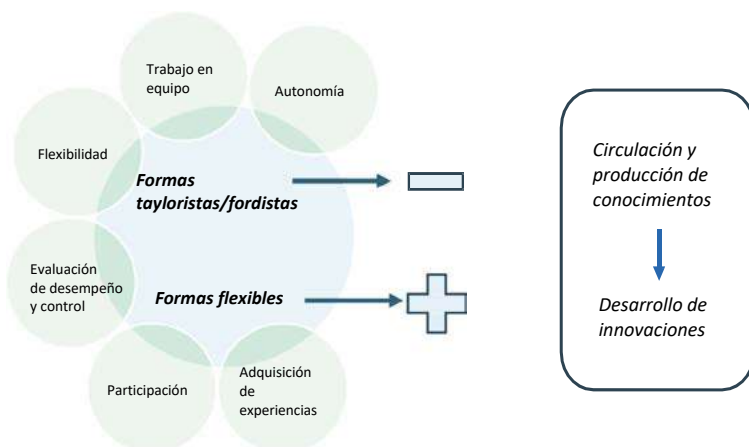 Trabajo en
equipo
Autonomía
Flexibilidad
Formas
tayloristas/fordistas
Circulación y
producción de
conocimientos
Evaluación
de desempeño
y control
Formas flexibles
Desarrollo de
innovaciones
Participación
Adquisición
de
experiencias